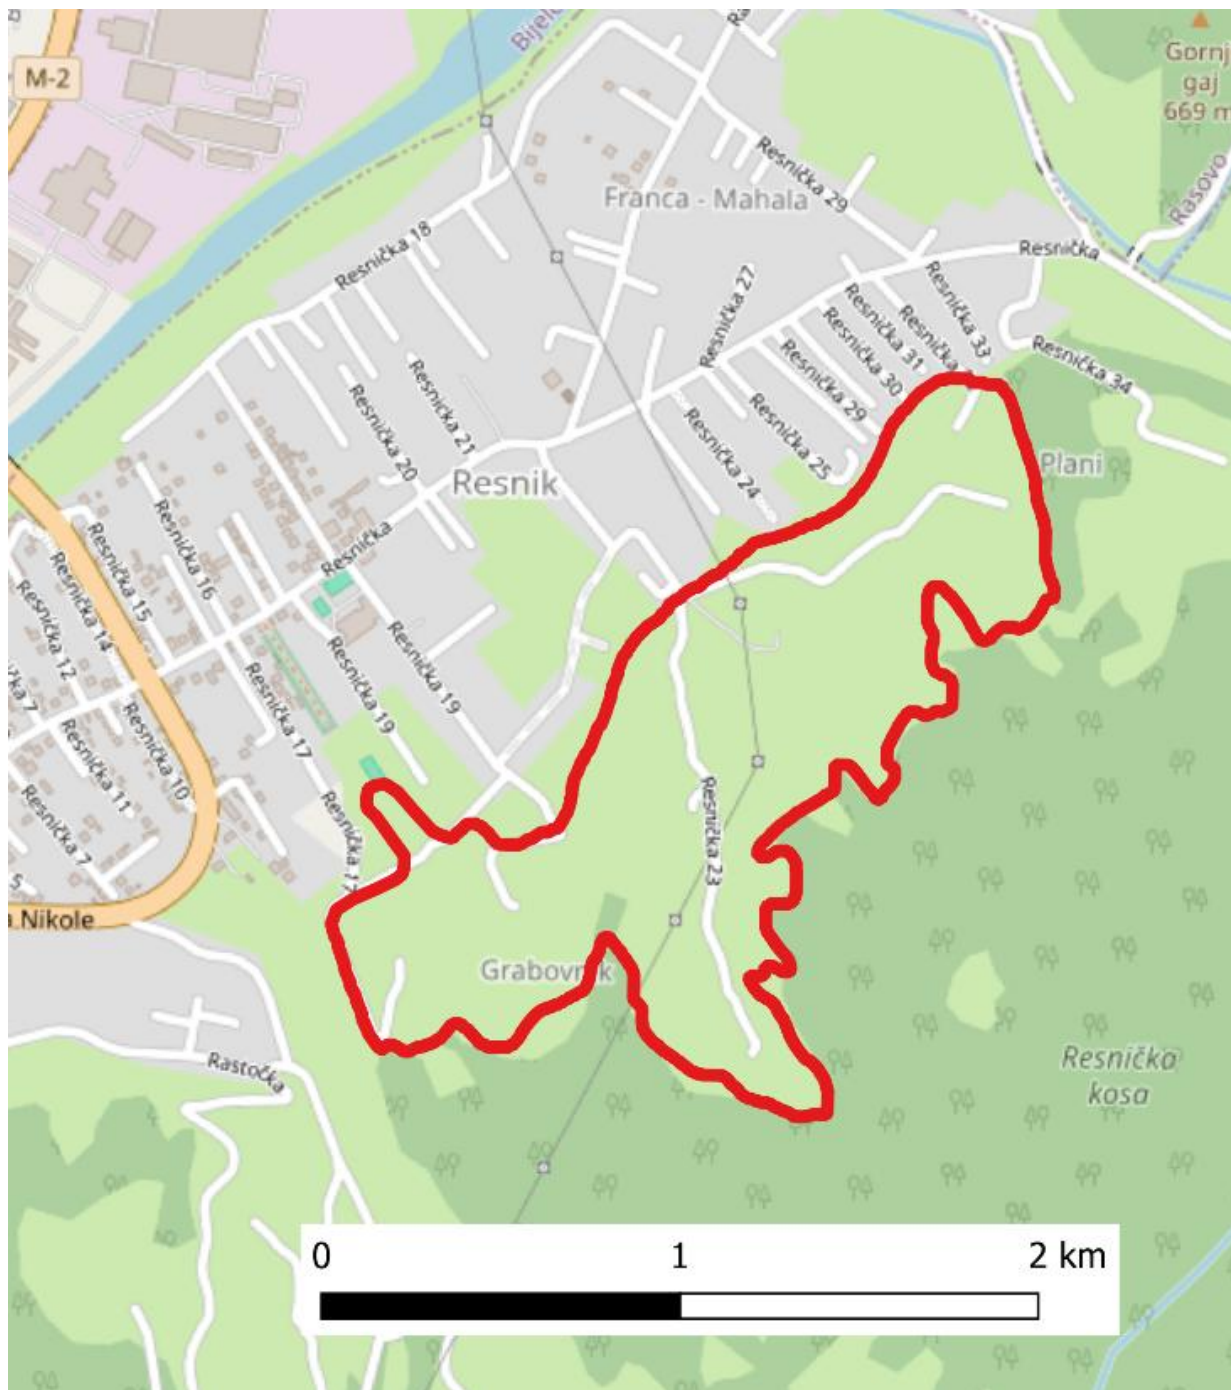 M-2
Bijelo
Gornj
gaj
669 m
Rasovo
Resnička 29
Franca - Mahala
Resnička 18
Resnička
Resnička 27
Resnička 33
Resnička 31
Resnička
Resnička 30
Resnička 34
Resnička 29
Resnička 21
Resnička 25
Resnička 20
Resnička 24
Plani
Resnik
Resnička
Resnička 16
Resnička 15
Resnička 14
Resnička 12
Resnička 19
Resnička 19
Resnička 17
Resnička 10
Resnička 11
Resnička 7
Resnička 17
Resnička 23
a Nikole
Grabovnik
Rastočka
Resnička
kosa
0 1 2 km